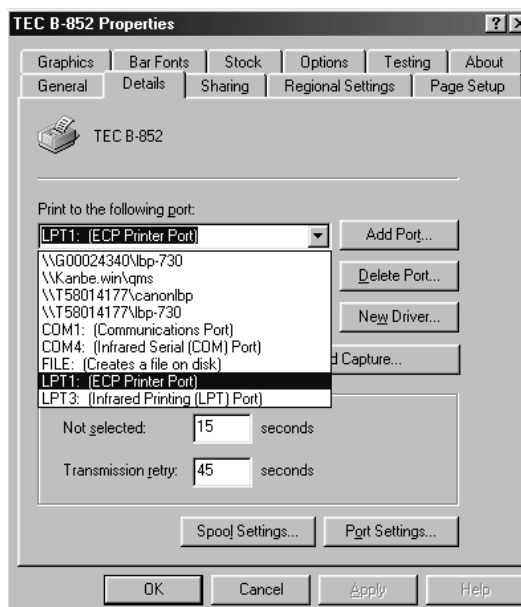 TEC B-852 Properties
Graphics Bar Fonts Stock Options Testing About
General Details Sharing Regional Settings Page Setup
TEC B-852
Print to the following port:
LPT1: (ECP Printer Port) Add Port...
\\G00024340\lbp-730
\\Kanbe.win\qms Delete Port...
\\T58014177\canonlbp
\\T58014177\lbp-730
COM1: (Communications Port) New Driver...
COM4: (Infrared Serial (COM) Port)
FILE: (Creates a file on disk) d Capture...
LPT1: (ECP Printer Port)
LPT3: (Infrared Printing (LPT) Port)
Not selected: 15 seconds
Transmission retry: 45 seconds
Spool Settings... Port Settings...
OK Cancel Apply Help